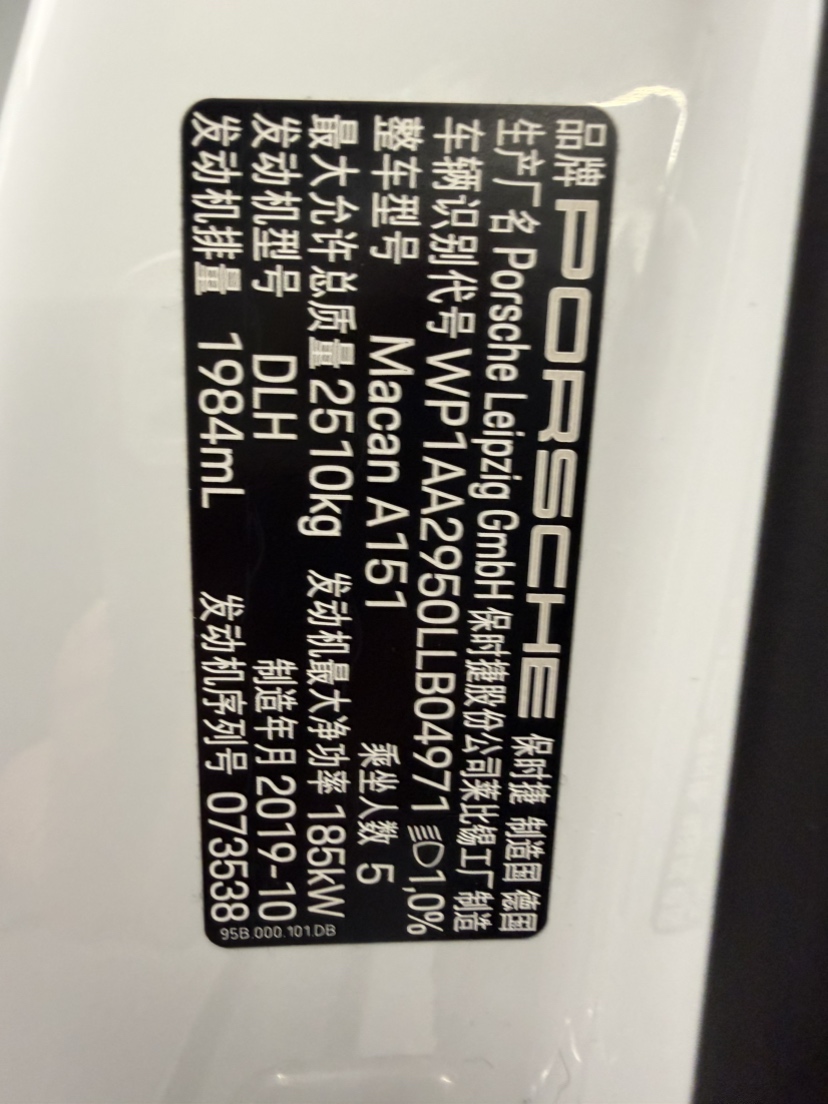 品牌 PORSCHE 保时捷 制造国 德国
生产厂名 Porsche Leipzig GmbH 保时捷股份公司莱比锡工厂 制造
车辆识别代号 WP1AA2950LLB04971 1,0%
整车型号 Macan A151 乘坐人数 5
最大允许总质量 2510kg 发动机最大净功率 185kW
发动机型号 DLH 制造年月 2019-10
发动机排量 1984mL 发动机序列号 073538
95B.000.101.DB